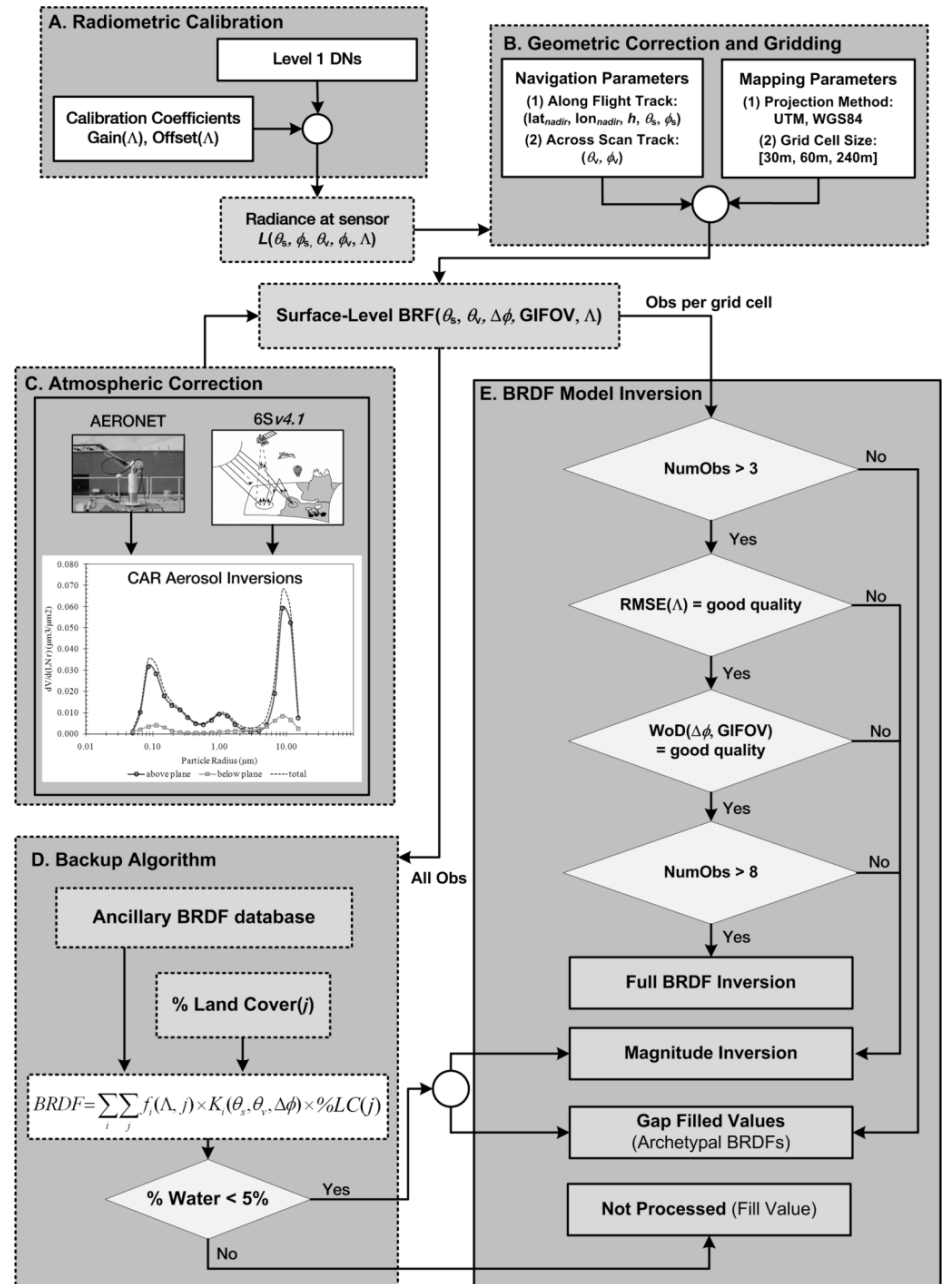 A. Radiometric Calibration
Level 1 DNs
Calibration Coefficients
Gain(Λ), Offset(Λ)
Radiance at sensor
L(θs, ϕs, θv, ϕv, Λ)
B. Geometric Correction and Gridding
Navigation Parameters
(1) Along Flight Track:
(latnadir, lonnadir, h, θs, ϕs)
(2) Across Scan Track:
(θv, ϕv)
Mapping Parameters
(1) Projection Method:
UTM, WGS84
(2) Grid Cell Size:
[30m, 60m, 240m]
Surface-Level BRF(θs, θv, Δϕ, GIFOV, Λ)
Obs per grid cell
C. Atmospheric Correction
AERONET
6Sv4.1
CAR Aerosol Inversions
dV/d(LN r) (µm3/µm2)
0.080
0.070
0.060
0.050
0.040
0.030
0.020
0.010
0.000
0.01
0.10
1.00
10.00
Particle Radius (µm)
above plane
below plane
total
All Obs
D. Backup Algorithm
Ancillary BRDF database
% Land Cover(j)
BRDF=∑∑fi(Λ, j)×Ki(θs,θv,Δϕ)×%LC(j)
i j
% Water < 5%
Yes
No
E. BRDF Model Inversion
NumObs > 3
No
Yes
RMSE(Λ) = good quality
No
Yes
WoD(Δϕ, GIFOV)
= good quality
No
Yes
NumObs > 8
No
Yes
Full BRDF Inversion
Magnitude Inversion
Gap Filled Values
(Archetypal BRDFs)
Not Processed (Fill Value)